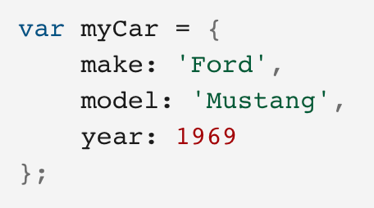 var myCar = {
    make: 'Ford',
    model: 'Mustang',
    year: 1969
};